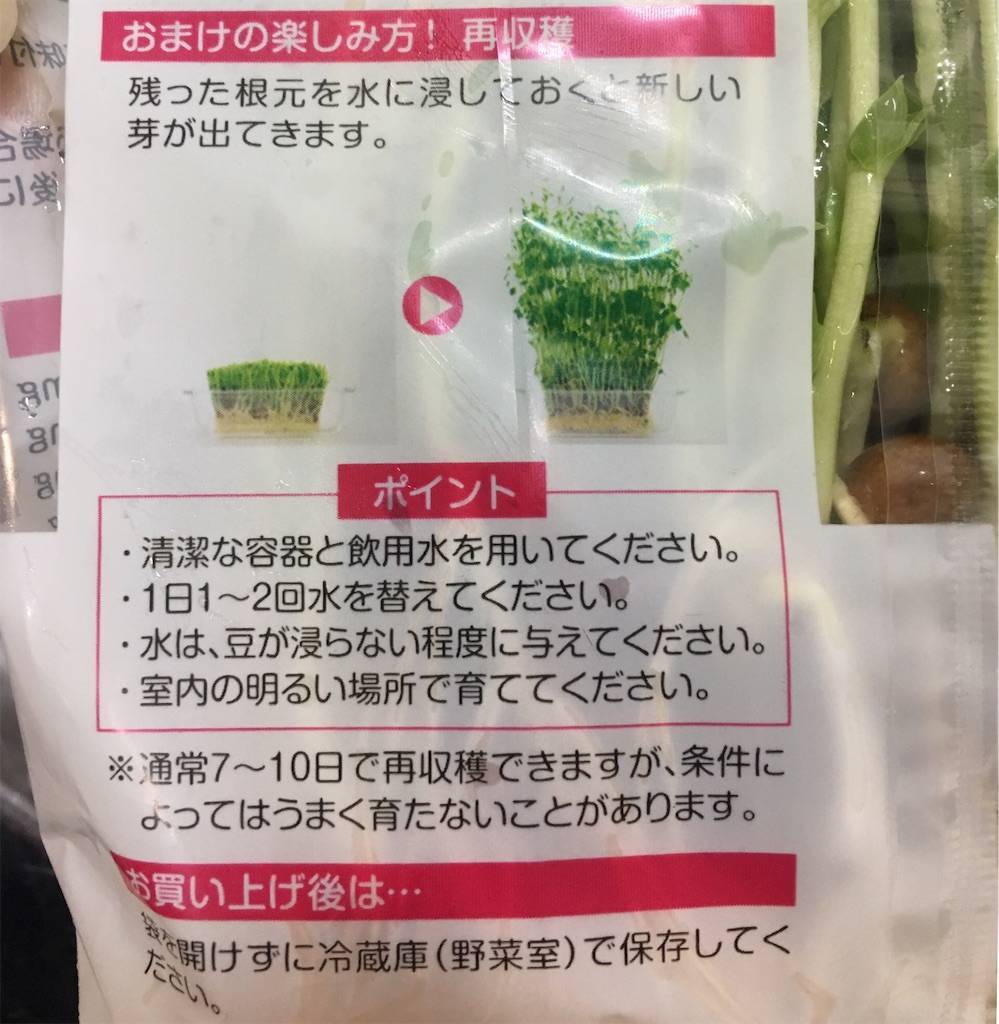 おまけの楽しみ方! 再収穫
残った根元を水に浸しておくと新しい
芽が出てきます。
ポイント
・清潔な容器と飲用水を用いてください。
・1日1～2回水を替えてください。
・水は、豆が浸らない程度に与えてください。
・室内の明るい場所で育ててください。
※通常7～10日で再収穫できますが、条件に
よってはうまく育たないことがあります。
お買い上げ後は…
袋を開けずに冷蔵庫(野菜室)で保存してく
ださい。